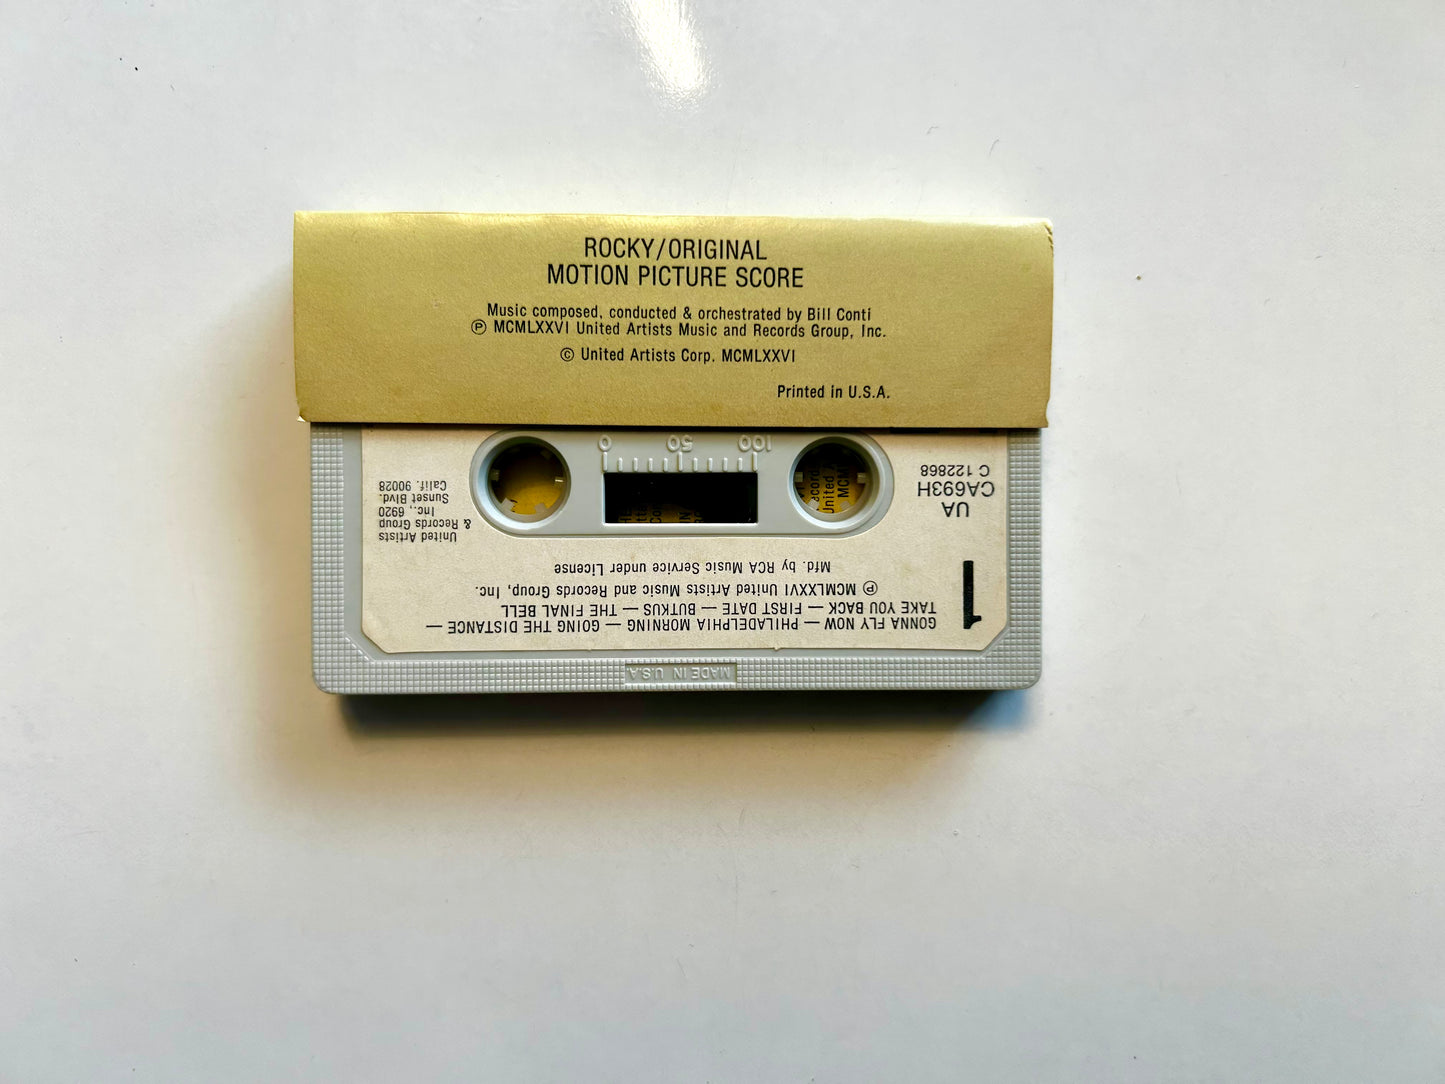 ROCKY/ORIGINAL
MOTION PICTURE SCORE
Music composed, conducted & orchestrated by Bill Conti
℗ MCMLXXVI United Artists Music and Records Group, Inc.
© United Artists Corp. MCMLXXVI
Printed in U.S.A.
1
GONNA FLY NOW — PHILADELPHIA MORNING — GOING THE DISTANCE —
TAKE YOU BACK — FIRST DATE — BUTKUS — THE FINAL BELL
℗ MCMLXXVI United Artists Music and Records Group, Inc.
Mfd. by RCA Music Service under License
UA
CA693H
C 122868
United Artists
& Records Group
Inc., 6920
Sunset Blvd.
Calif. 90028
100 50 0
MADE IN U.S.A.